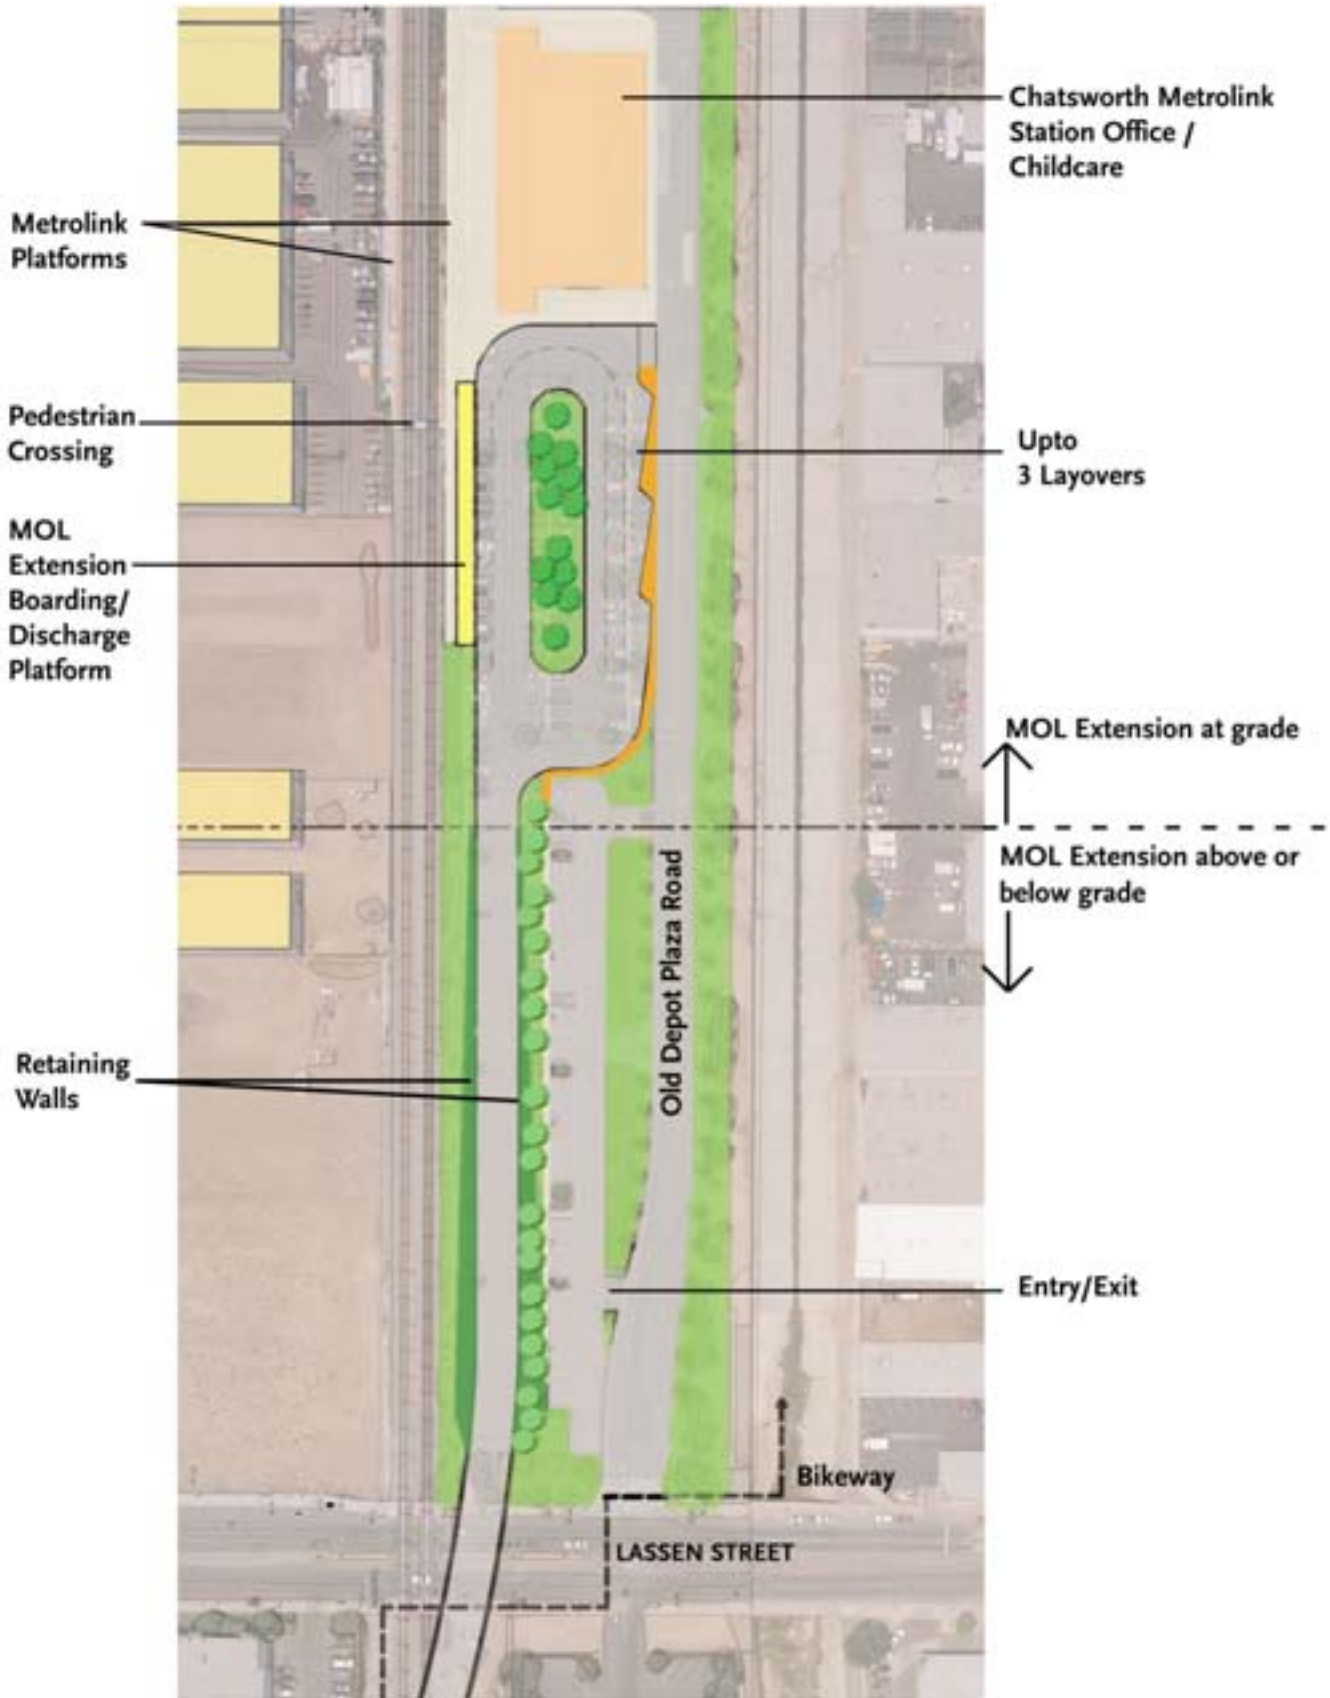 Chatsworth Metrolink
Station Office /
Childcare
Metrolink
Platforms
Pedestrian
Crossing
Upto
3 Layovers
MOL
Extension
Boarding/
Discharge
Platform
MOL Extension at grade
MOL Extension above or
below grade
Old Depot Plaza Road
Retaining
Walls
Entry/Exit
Bikeway
LASSEN STREET